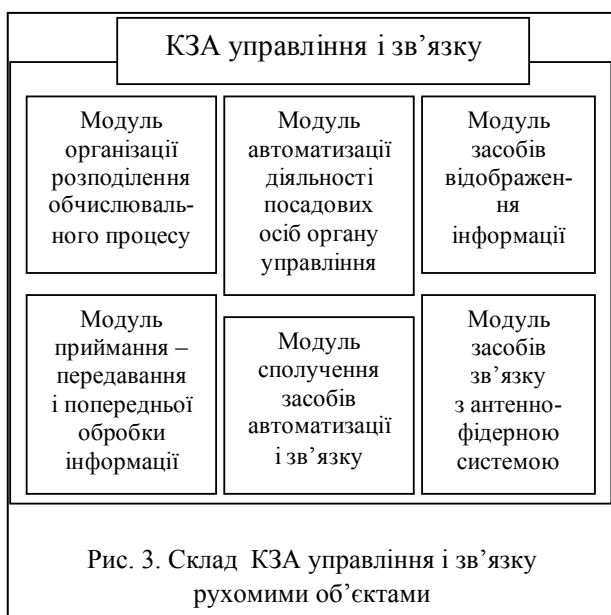 КЗА управління і зв’язку
Модуль
організації
розподілення
обчислюваль-
ного процесу
Модуль
автоматизації
діяльності
посадових
осіб органу
управління
Модуль
засобів
відображен-
ня
інформації
Модуль
приймання –
передавання
і попередньої
обробки
інформації
Модуль
сполучення
засобів
автоматизації
і зв’язку
Модуль
засобів
зв’язку
з антенно-
фідерною
системою
Рис. 3. Склад КЗА управління і зв’язку
рухомими об’єктами